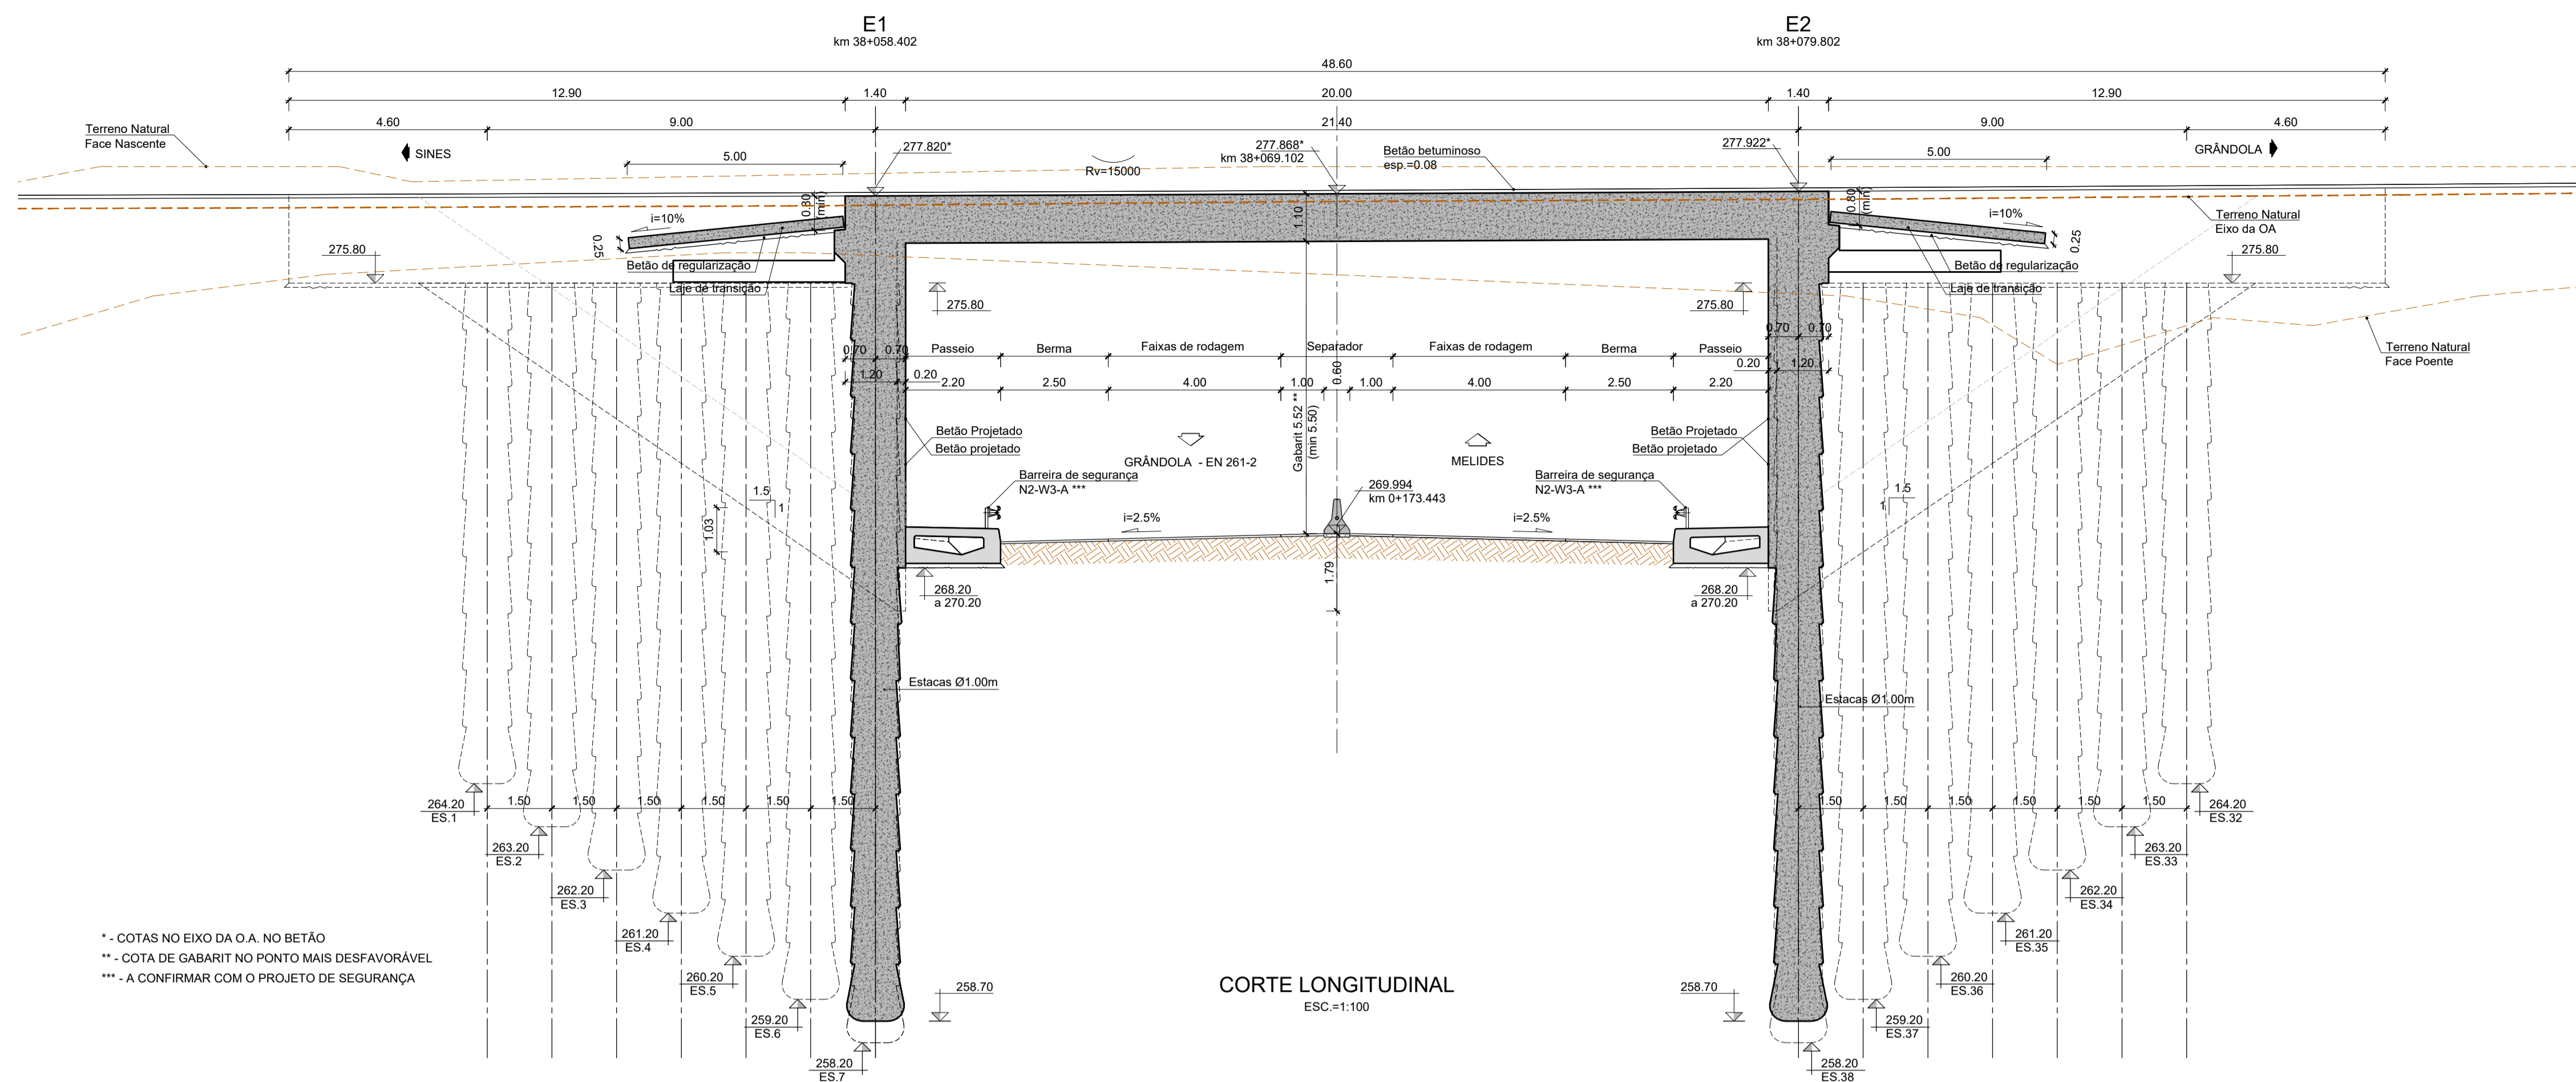 E1
km 38+058.402
E2
km 38+079.802
48.60
12.90
1.40
20.00
1.40
12.90
4.60
9.00
21.40
9.00
4.60
Terreno Natural
Face Nascente
SINES
5.00
277.820*
Rv=15000
277.868*
km 38+069.102
Betão betuminoso
esp.=0.08
277.922*
5.00
GRÂNDOLA
i=10%
0.80
(min)
1.10
0.80
(min)
i=10%
Terreno Natural
Eixo da OA
0.25
0.25
275.80
Betão de regularização
Laje de transição
Betão de regularização
Laje de transição
275.80
275.80
275.80
0.70
0.70
Passeio
Berma
Faixas de rodagem
Separador
Faixas de rodagem
Berma
Passeio
0.70
0.70
Terreno Natural
Face Poente
1.20
0.20
2.20
2.50
4.00
1.00
0.60
1.00
4.00
2.50
2.20
0.20
1.20
Gabarit 5.52 **
(min 5.50)
Betão Projetado
Betão projetado
GRÂNDOLA - EN 261-2
MELIDES
Betão Projetado
Betão projetado
Barreira de segurança
N2-W3-A ***
269.994
km 0+173.443
Barreira de segurança
N2-W3-A ***
1.5
1
1.03
i=2.5%
i=2.5%
1.5
1
268.20
a 270.20
1.79
268.20
a 270.20
Estacas Ø1.00m
Estacas Ø1.00m
1.50
1.50
1.50
1.50
1.50
1.50
1.50
1.50
1.50
1.50
1.50
1.50
264.20
ES.1
263.20
ES.2
262.20
ES.3
261.20
ES.4
260.20
ES.5
259.20
ES.6
258.20
ES.7
264.20
ES.32
263.20
ES.33
262.20
ES.34
261.20
ES.35
260.20
ES.36
259.20
ES.37
258.20
ES.38
258.70
258.70
* - COTAS NO EIXO DA O.A. NO BETÃO
** - COTA DE GABARIT NO PONTO MAIS DESFAVORÁVEL
*** - A CONFIRMAR COM O PROJETO DE SEGURANÇA
CORTE LONGITUDINAL
ESC.=1:100